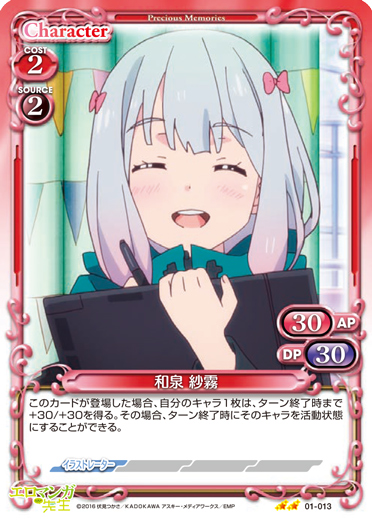 Precious Memories
Character
COST
2
SOURCE
2
30 AP
DP 30
和泉 紗霧
このカードが登場した場合、自分のキャラ1枚は、ターン終了時まで
+30/+30を得る。その場合、ターン終了時にそのキャラを活動状態
にすることができる。
イラストレーター
エロマンガ
先生
©2016 伏見つかさ/KADOKAWA アスキー・メディアワークス/EMP
01-013